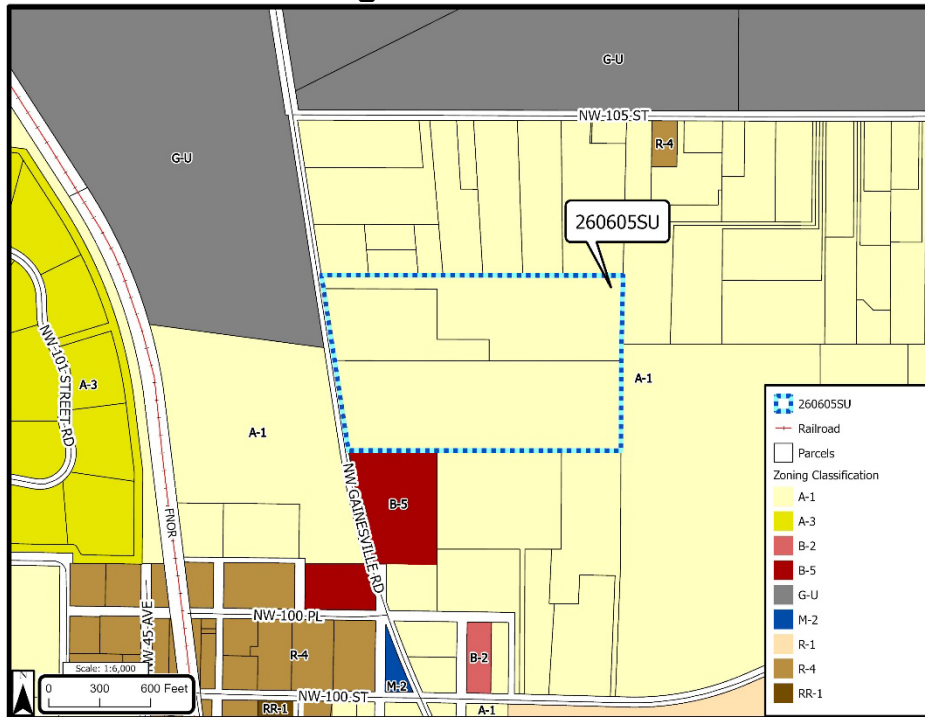 G-U
NW 105 ST
G-U
R-4
260605SU
NW 101 STREET RD
A-3
A-1
A-1
NW GAINESVILLE RD
B-5
FNOR
NW 45 AVE
NW 100 PL
R-4
B-2
M-2
NW 100 ST
RR-1
A-1
N
Scale: 1:6,000
0 300 600 Feet
260605SU
Railroad
Parcels
Zoning Classification
A-1
A-3
B-2
B-5
G-U
M-2
R-1
R-4
RR-1